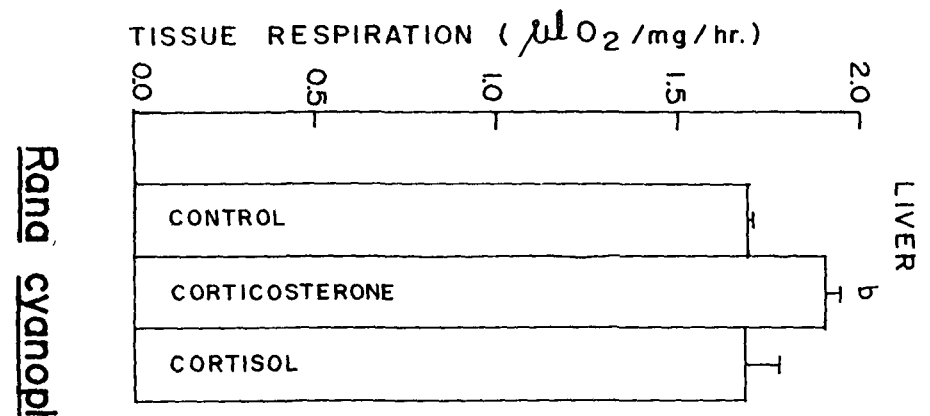 TISSUE RESPIRATION (μl O2/mg/hr.)
0.0 0.5 1.0 1.5 2.0
LIVER
CONTROL
CORTICOSTERONE b
CORTISOL
Rana